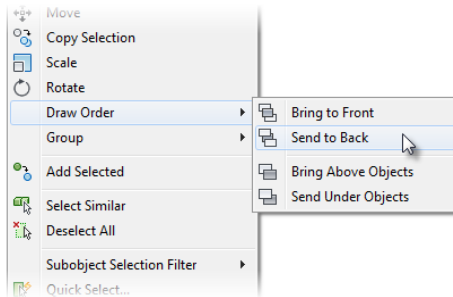 Move
Copy Selection
Scale
Rotate
Draw Order
Group
Add Selected
Select Similar
Deselect All
Subobject Selection Filter
Quick Select...
Bring to Front
Send to Back
Bring Above Objects
Send Under Objects